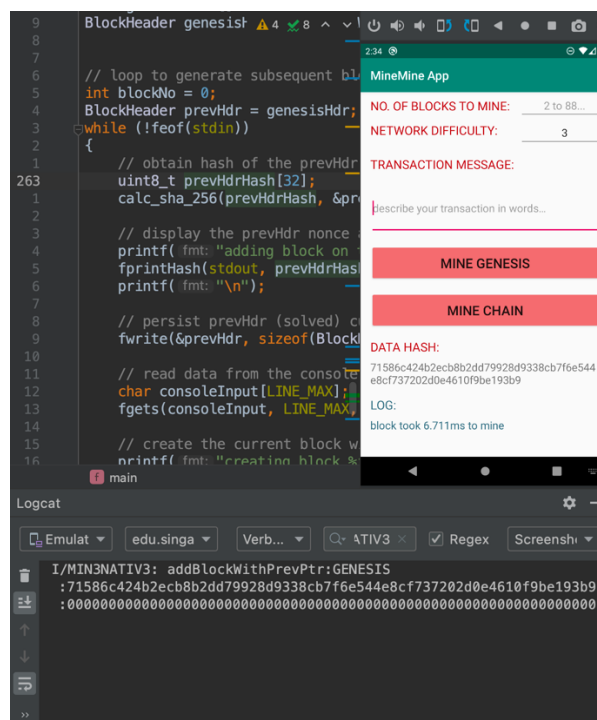 9 BlockHeader genesisH 4 8
8
7
6 // loop to generate subsequent bl
5 int blockNo = 0;
4 BlockHeader prevHdr = genesisHdr;
3 while (!feof(stdin))
2 {
1 // obtain hash of the prevHdr
263 uint8_t prevHdrHash[32];
1 calc_sha_256(prevHdrHash, &pre
2
3 // display the prevHdr nonce
4 printf( fmt: "adding block on
5 fprintHash(stdout, prevHdrHas
6 printf( fmt: "\n");
7
8 // persist prevHdr (solved) c
9 fwrite(&prevHdr, sizeof(Block
10
11 // read data from the console
12 char consoleInput[LINE_MAX];
13 fgets(consoleInput, LINE_MAX,
14
15 // create the current block w
16 printf( fmt: "creating block %
f main
2:34
MineMine App
NO. OF BLOCKS TO MINE: 2 to 88...
NETWORK DIFFICULTY: 3
TRANSACTION MESSAGE:
describe your transaction in words...
MINE GENESIS
MINE CHAIN
DATA HASH:
71586c424b2ecb8b2dd79928d9338cb7f6e544
e8cf737202d0e4610f9be193b9
LOG:
block took 6.711ms to mine
Logcat
Emulat edu.singa Verb... ATIV3 Regex Screensh
I/MIN3NATIV3: addBlockWithPrevPtr:GENESIS
:71586c424b2ecb8b2dd79928d9338cb7f6e544e8cf737202d0e4610f9be193b9
:0000000000000000000000000000000000000000000000000000000000000000